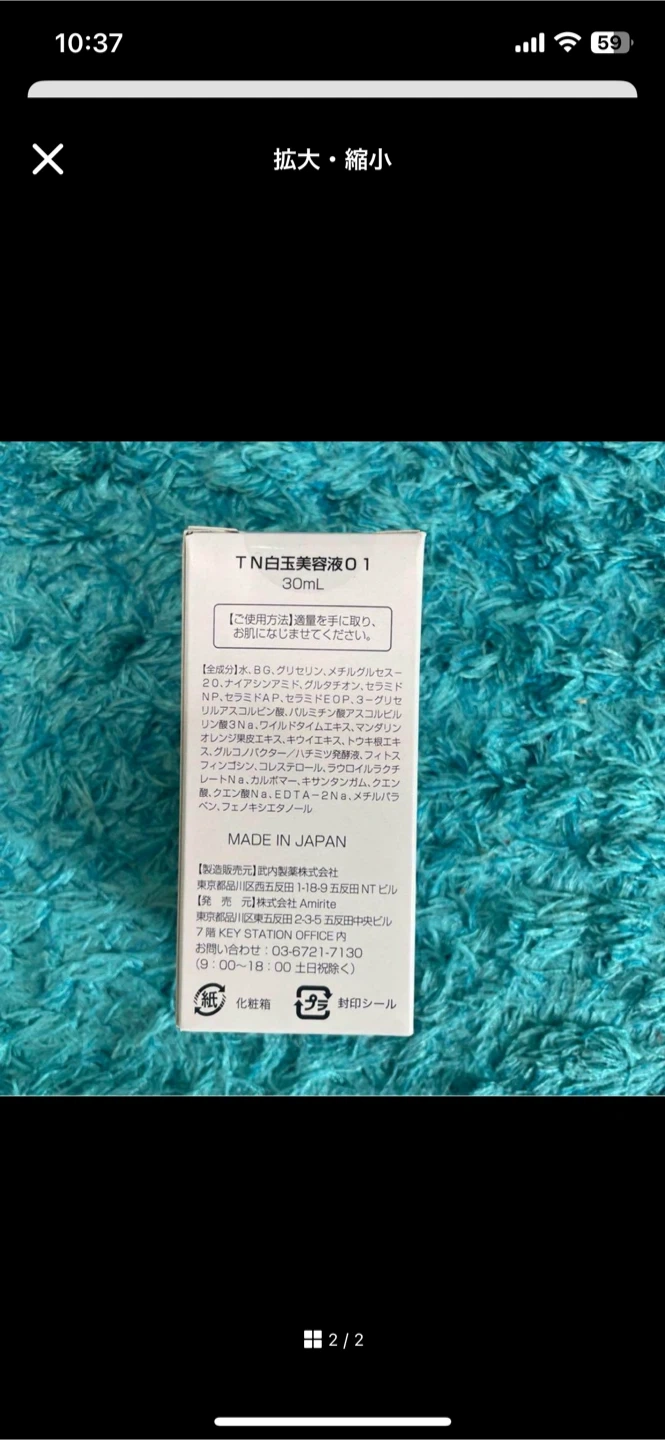 10:37
59
拡大・縮小
TN白玉美容液01
30mL
【ご使用方法】適量を手に取り、
お肌になじませてください。
【全成分】水、BG、グリセリン、メチルグルセス−
20、ナイアシンアミド、グルタチオン、セラミド
NP、セラミドAP、セラミドEOP、3−グリセ
リルアスコルビン酸、パルミチン酸アスコルビル
リン酸3Na、ワイルドタイムエキス、マンダリン
オレンジ果皮エキス、キウイエキス、トウキ根エキ
ス、グルコノバクター／ハチミツ発酵液、フィトス
フィンゴシン、コレステロール、ラウロイルラクチ
レートNa、カルボマー、キサンタンガム、クエン
酸、クエン酸Na、EDTA−2Na、メチルパラ
ベン、フェノキシエタノール
MADE IN JAPAN
【製造販売元】武内製薬株式会社
東京都品川区西五反田 1-18-9 五反田 NT ビル
【発　売　元】株式会社 Amirite
東京都品川区東五反田 2-3-5 五反田中央ビル
7 階 KEY STATION OFFICE 内
お問い合わせ：03-6721-7130
（9：00〜18：00 土日祝除く）
紙 化粧箱 プラ 封印シール
2 / 2